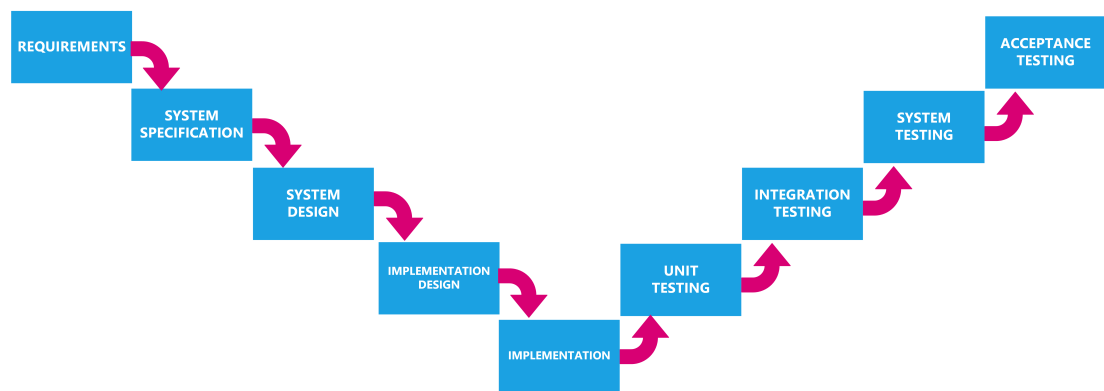 REQUIREMENTS
SYSTEM
SPECIFICATION
SYSTEM
DESIGN
IMPLEMENTATION
DESIGN
IMPLEMENTATION
UNIT
TESTING
INTEGRATION
TESTING
SYSTEM
TESTING
ACCEPTANCE
TESTING